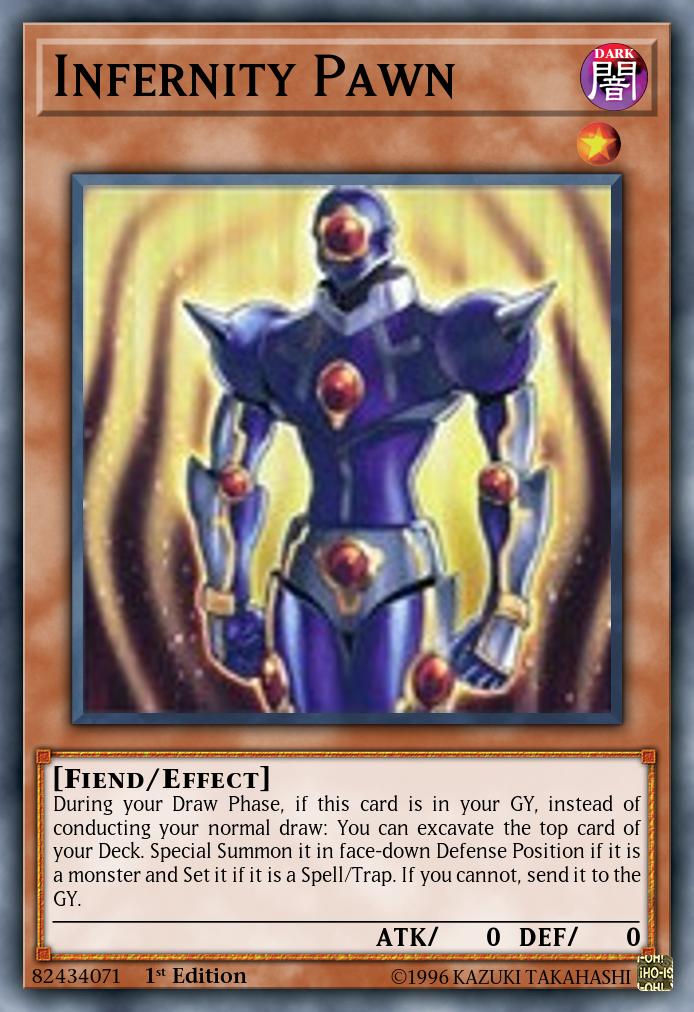 INFERNITY PAWN
DARK
闇
[FIEND/EFFECT]
During your Draw Phase, if this card is in your GY, instead of
conducting your normal draw: You can excavate the top card of
your Deck. Special Summon it in face-down Defense Position if it is
a monster and Set it if it is a Spell/Trap. If you cannot, send it to the
GY.
ATK/ 0 DEF/ 0
82434071 1st Edition ©1996 KAZUKI TAKAHASHI